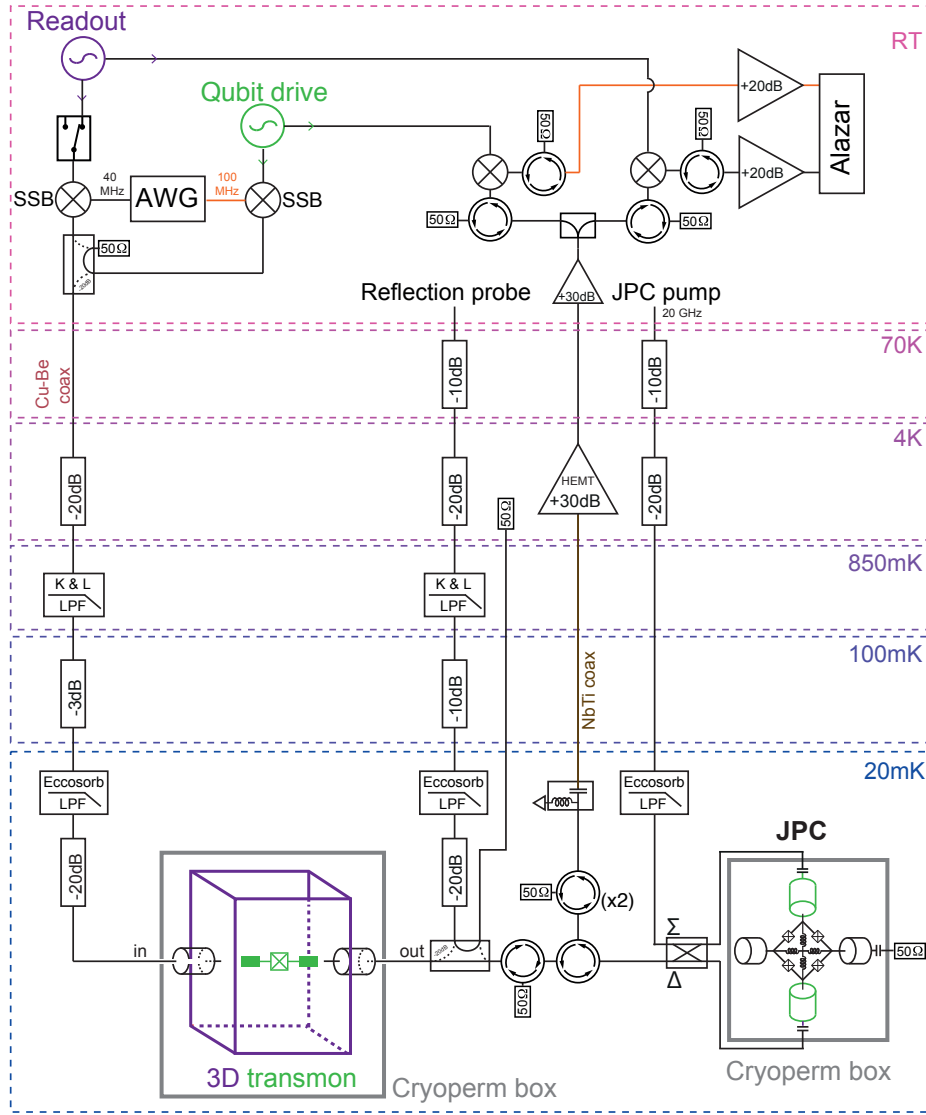 Readout
RT
Qubit drive
+20dB
50Ω
50Ω
Alazar
+20dB
40
MHz
100
MHz
SSB
AWG
SSB
50Ω
50Ω
50Ω
-20dB
+30dB
Reflection probe
JPC pump
20 GHz
70K
Cu-Be
coax
-10dB
-10dB
4K
-20dB
-20dB
50Ω
HEMT
+30dB
-20dB
850mK
K & L
LPF
K & L
LPF
100mK
-3dB
-10dB
NbTi coax
20mK
Eccosorb
LPF
Eccosorb
LPF
Eccosorb
LPF
JPC
-20dB
-20dB
50Ω
(x2)
-20dB
in
out
Σ
Δ
50Ω
50Ω
3D transmon
Cryoperm box
Cryoperm box